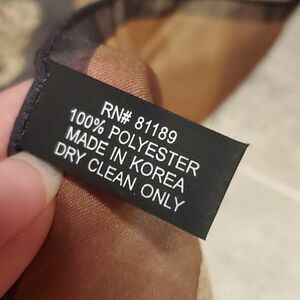 RN# 81189
100% POLYESTER
MADE IN KOREA
DRY CLEAN ONLY